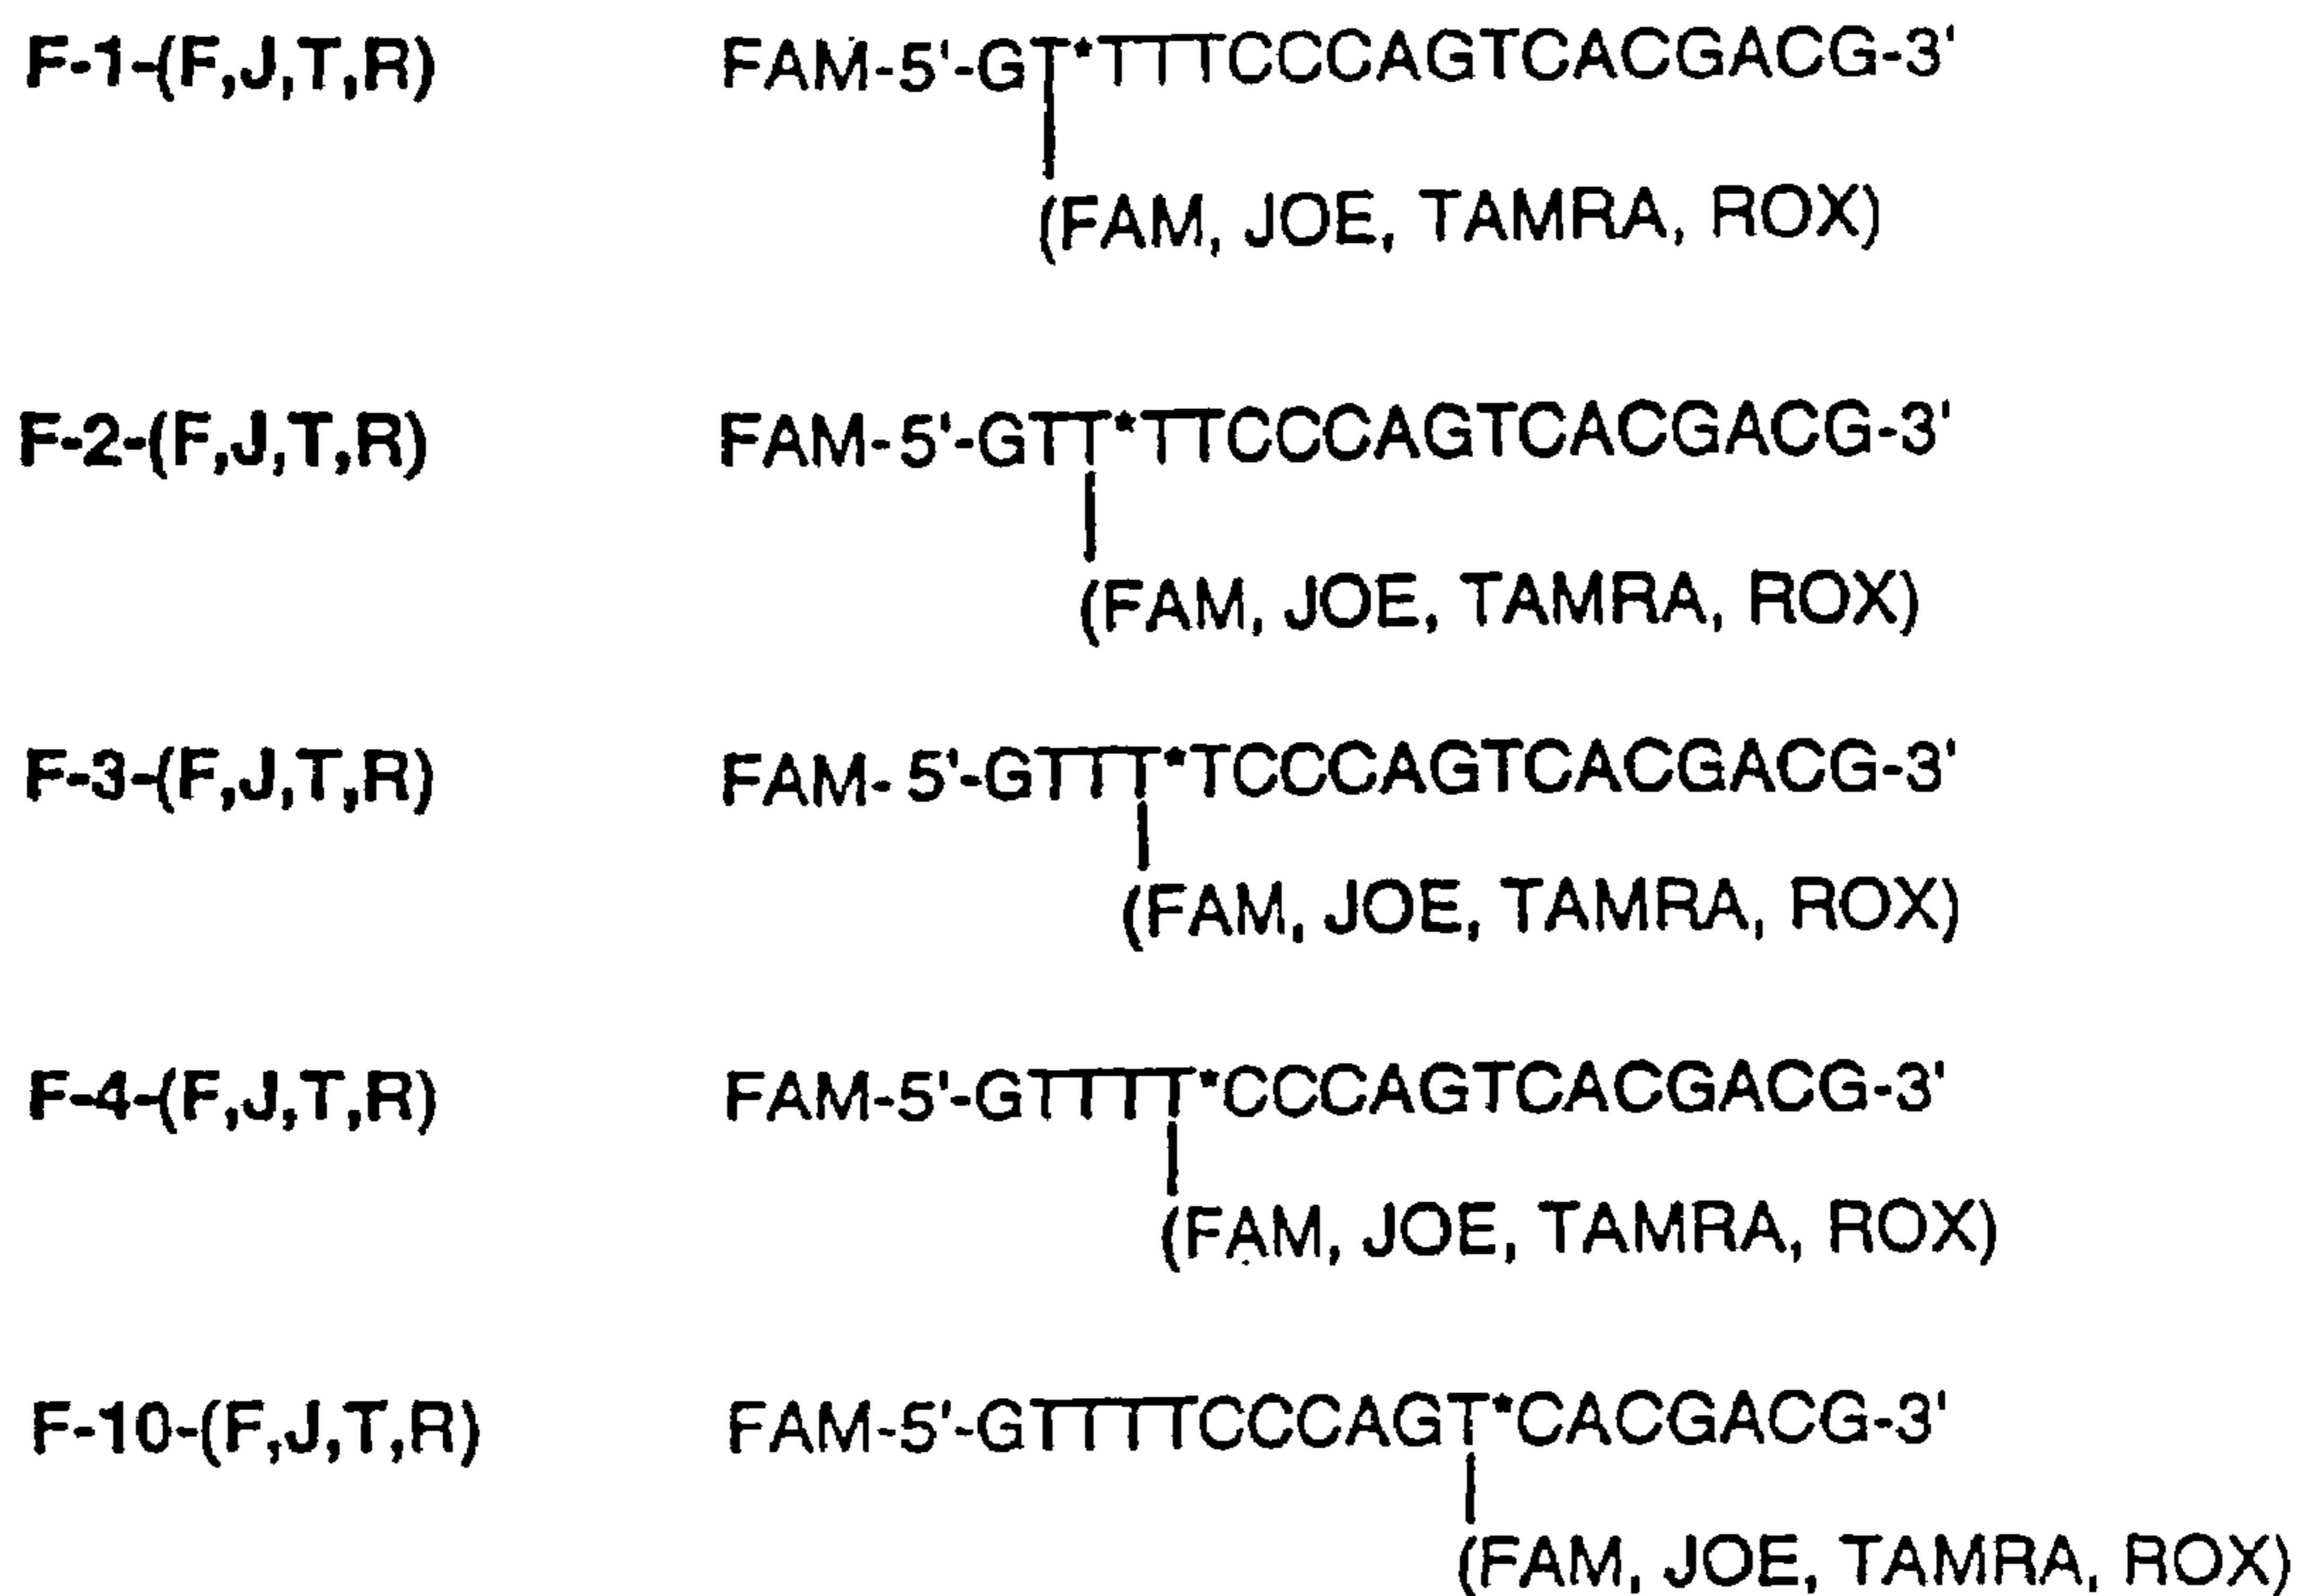 F-1-(F,J,T,R) FAM-5'-GT*TTTCCCAGTCACGACG-3'
(FAM, JOE, TAMRA, ROX)
F-2-(F,J,T,R) FAM-5'-GTT*TTCCCAGTCACGACG-3'
(FAM, JOE, TAMRA, ROX)
F-3-(F,J,T,R) FAM-5'-GTTT*TCCCAGTCACGACG-3'
(FAM, JOE, TAMRA, ROX)
F-4-(F,J,T,R) FAM-5'-GTTTT*CCCAGTCACGACG-3'
(FAM, JOE, TAMRA, ROX)
F-10-(F,J,T,R) FAM-5'-GTTTTCCCAGT*CACGACG-3'
(FAM, JOE, TAMRA, ROX)